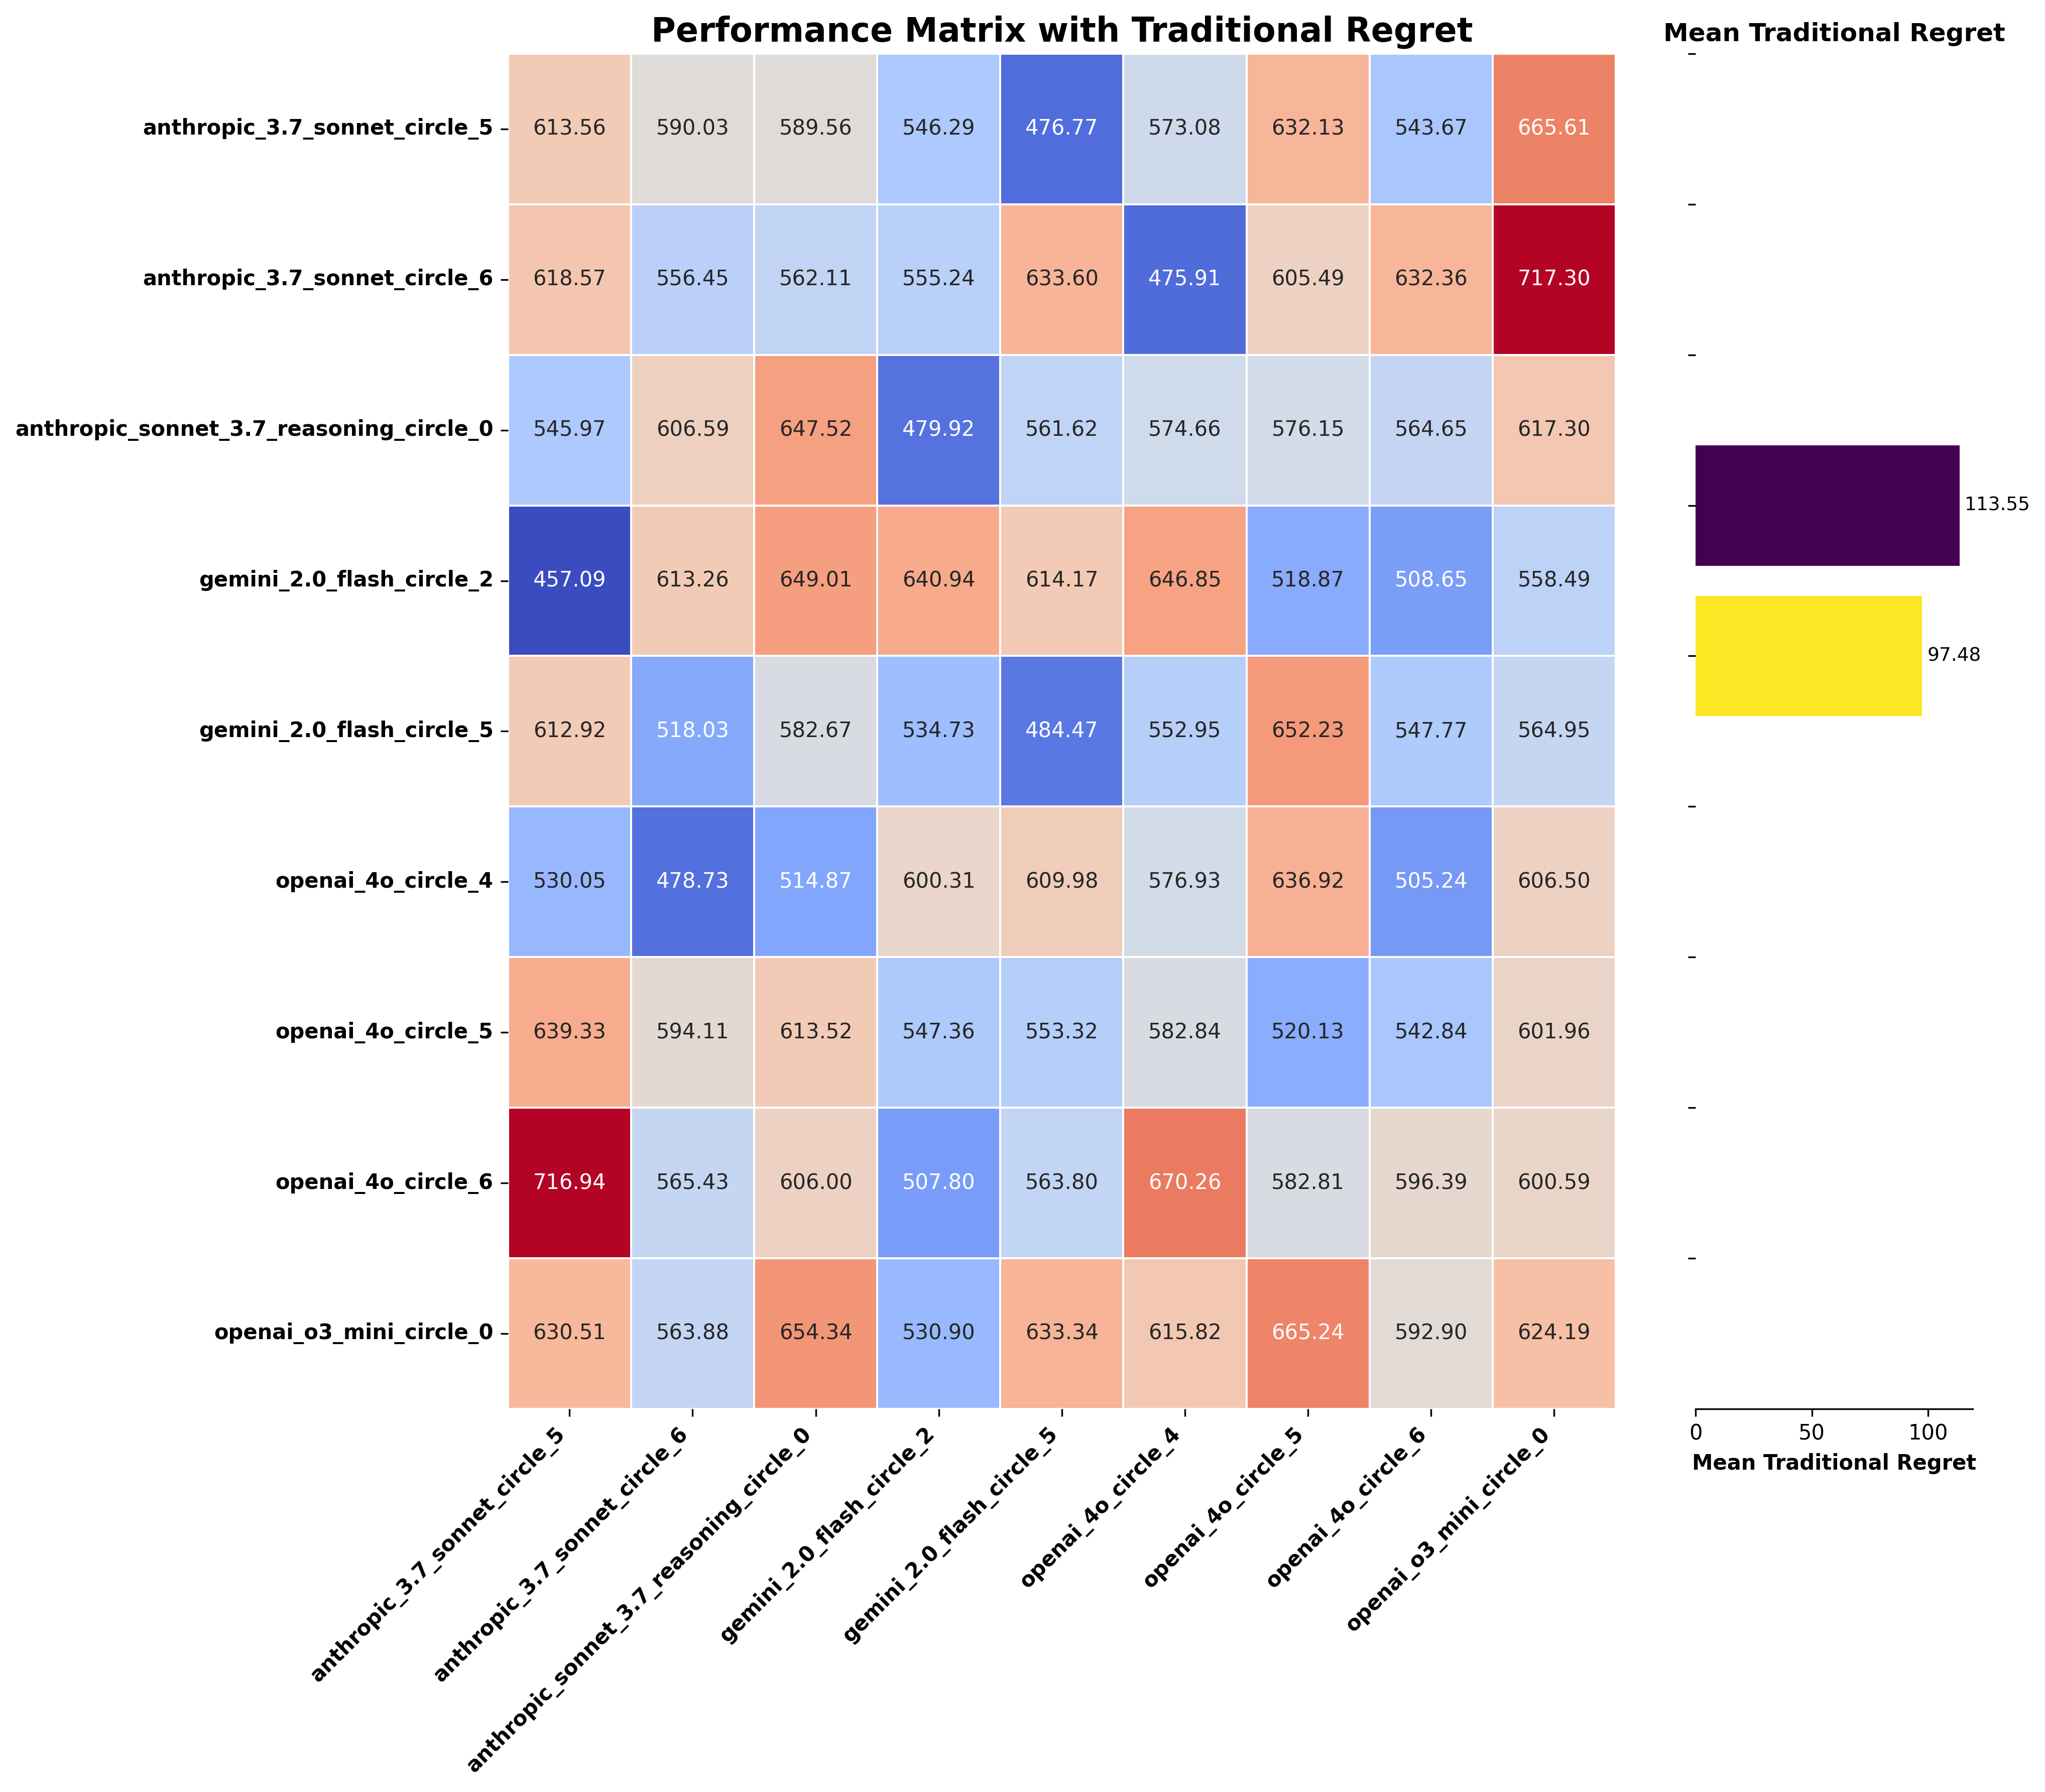 Performance Matrix with Traditional Regret
Mean Traditional Regret
anthropic_3.7_sonnet_circle_5 613.56 590.03 589.56 546.29 476.77 573.08 632.13 543.67 665.61
anthropic_3.7_sonnet_circle_6 618.57 556.45 562.11 555.24 633.60 475.91 605.49 632.36 717.30
anthropic_sonnet_3.7_reasoning_circle_0 545.97 606.59 647.52 479.92 561.62 574.66 576.15 564.65 617.30
113.55
gemini_2.0_flash_circle_2 457.09 613.26 649.01 640.94 614.17 646.85 518.87 508.65 558.49
97.48
gemini_2.0_flash_circle_5 612.92 518.03 582.67 534.73 484.47 552.95 652.23 547.77 564.95
openai_4o_circle_4 530.05 478.73 514.87 600.31 609.98 576.93 636.92 505.24 606.50
openai_4o_circle_5 639.33 594.11 613.52 547.36 553.32 582.84 520.13 542.84 601.96
openai_4o_circle_6 716.94 565.43 606.00 507.80 563.80 670.26 582.81 596.39 600.59
openai_o3_mini_circle_0 630.51 563.88 654.34 530.90 633.34 615.82 665.24 592.90 624.19
0 50 100
Mean Traditional Regret
anthropic_3.7_sonnet_circle_5
anthropic_3.7_sonnet_circle_6
anthropic_sonnet_3.7_reasoning_circle_0
gemini_2.0_flash_circle_2
gemini_2.0_flash_circle_5
openai_4o_circle_4
openai_4o_circle_5
openai_4o_circle_6
openai_o3_mini_circle_0